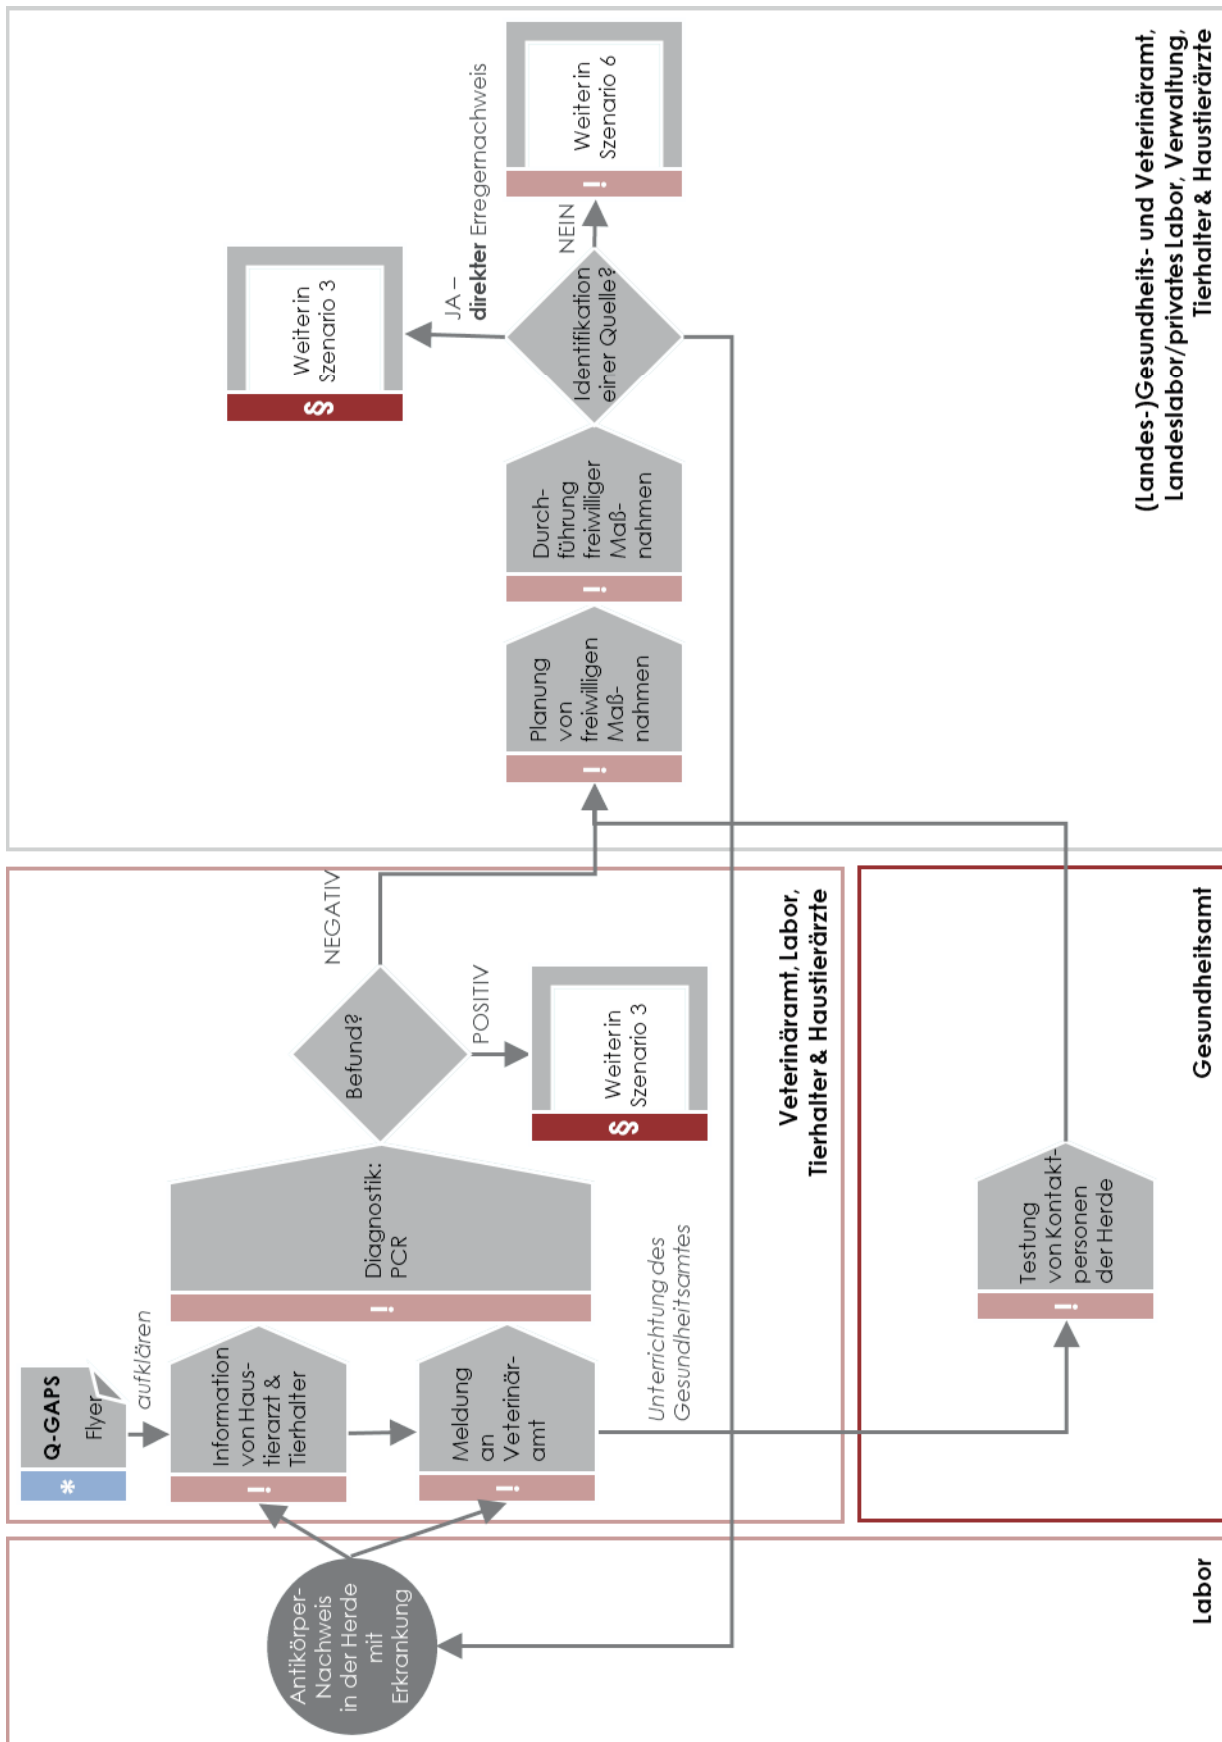 Antikörper-
Nachweis
in der Herde
mit
Erkrankung
Labor
*
Q-GAPS
Flyer
aufklären
i
Information
von Haus-
tierarzt &
Tierhalter
i
Meldung
an
Veterinär-
amt
Unterrichtung des
Gesundheitsamtes
i
Diagnostik:
PCR
Befund?
NEGATIV
POSITIV
§
Weiter in
Szenario 3
Veterinäramt, Labor,
Tierhalter & Haustierärzte
i
Testung
von Kontakt-
personen
der Herde
Gesundheitsamt
i
Planung
von
freiwilligen
Maß-
nahmen
i
Durch-
führung
freiwilliger
Maß-
nahmen
Identifikation
einer Quelle?
JA –
direkter Erregernachweis
§
Weiter in
Szenario 3
NEIN
i
Weiter in
Szenario 6
(Landes-)Gesundheits- und Veterinäramt,
Landeslabor/privates Labor, Verwaltung,
Tierhalter & Haustierärzte